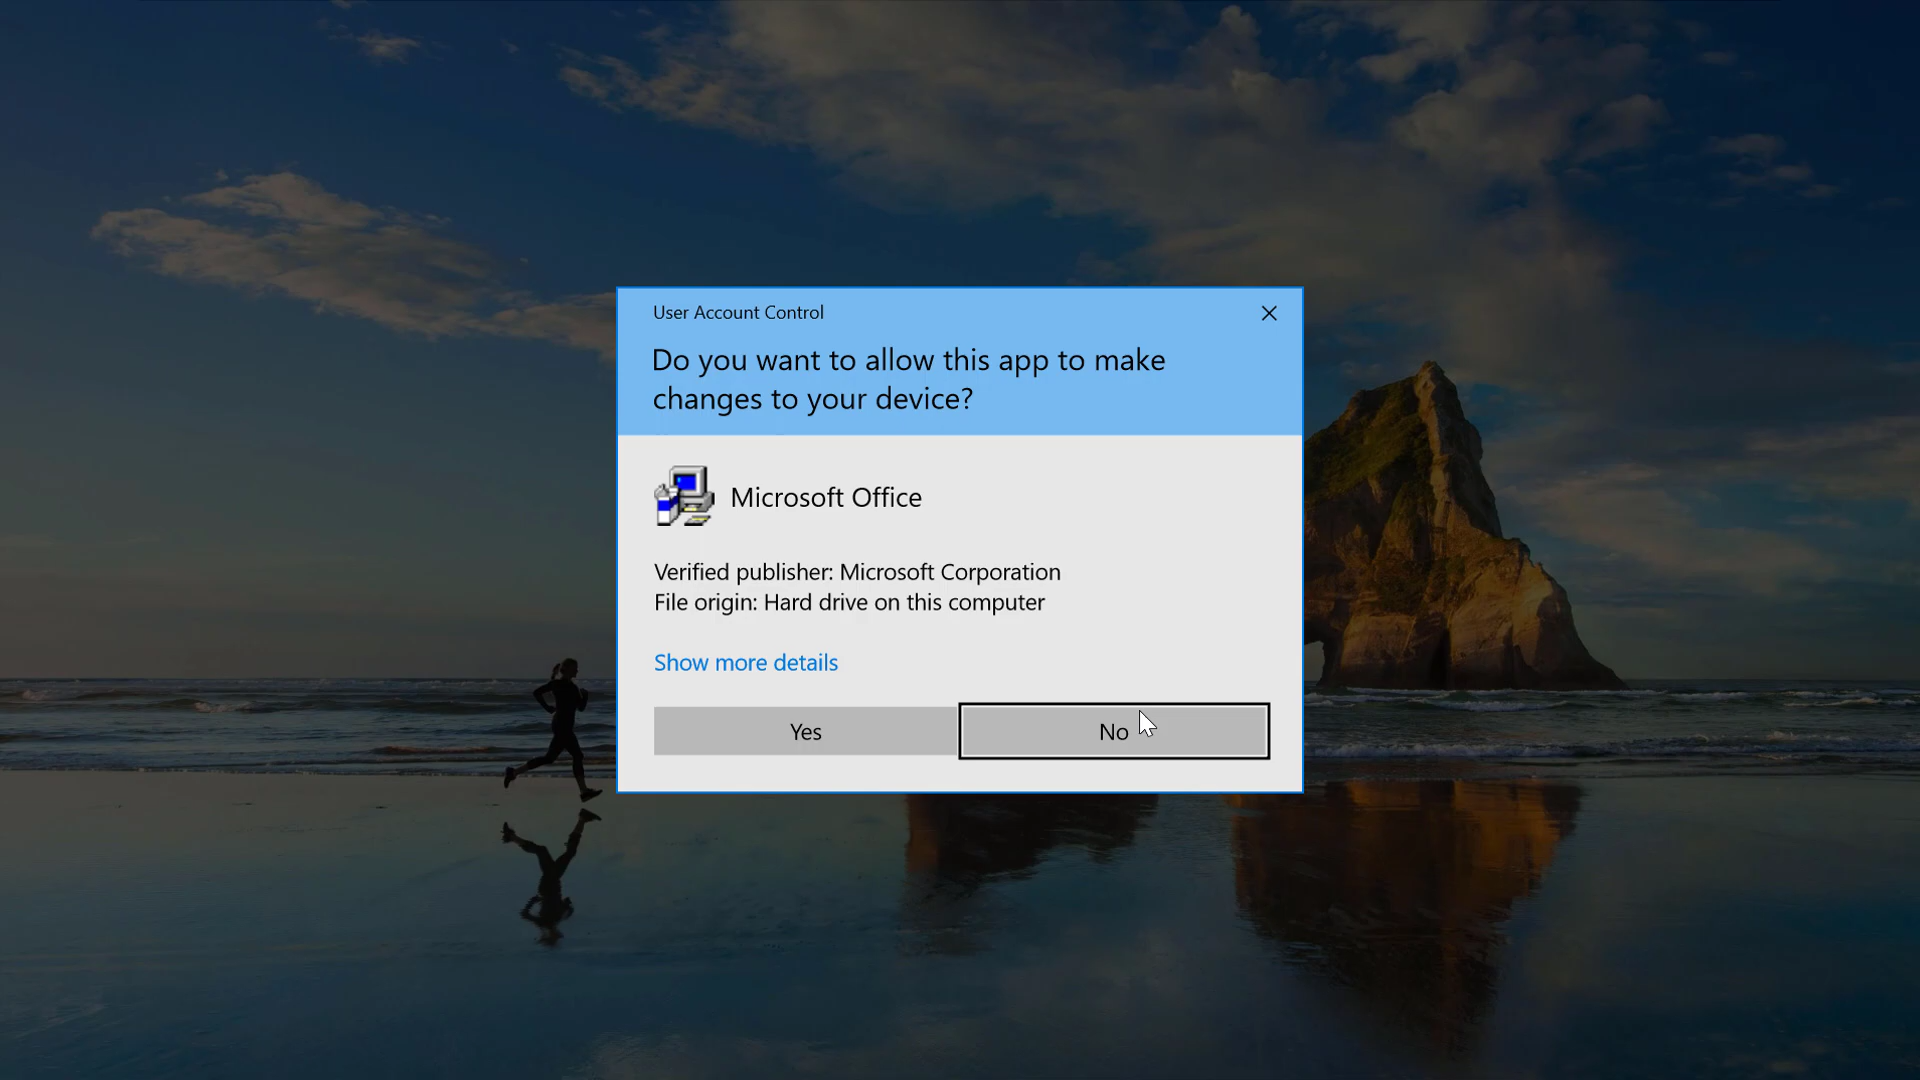 User Account Control
Do you want to allow this app to make
changes to your device?
Microsoft Office
Verified publisher: Microsoft Corporation
File origin: Hard drive on this computer
Show more details
Yes No